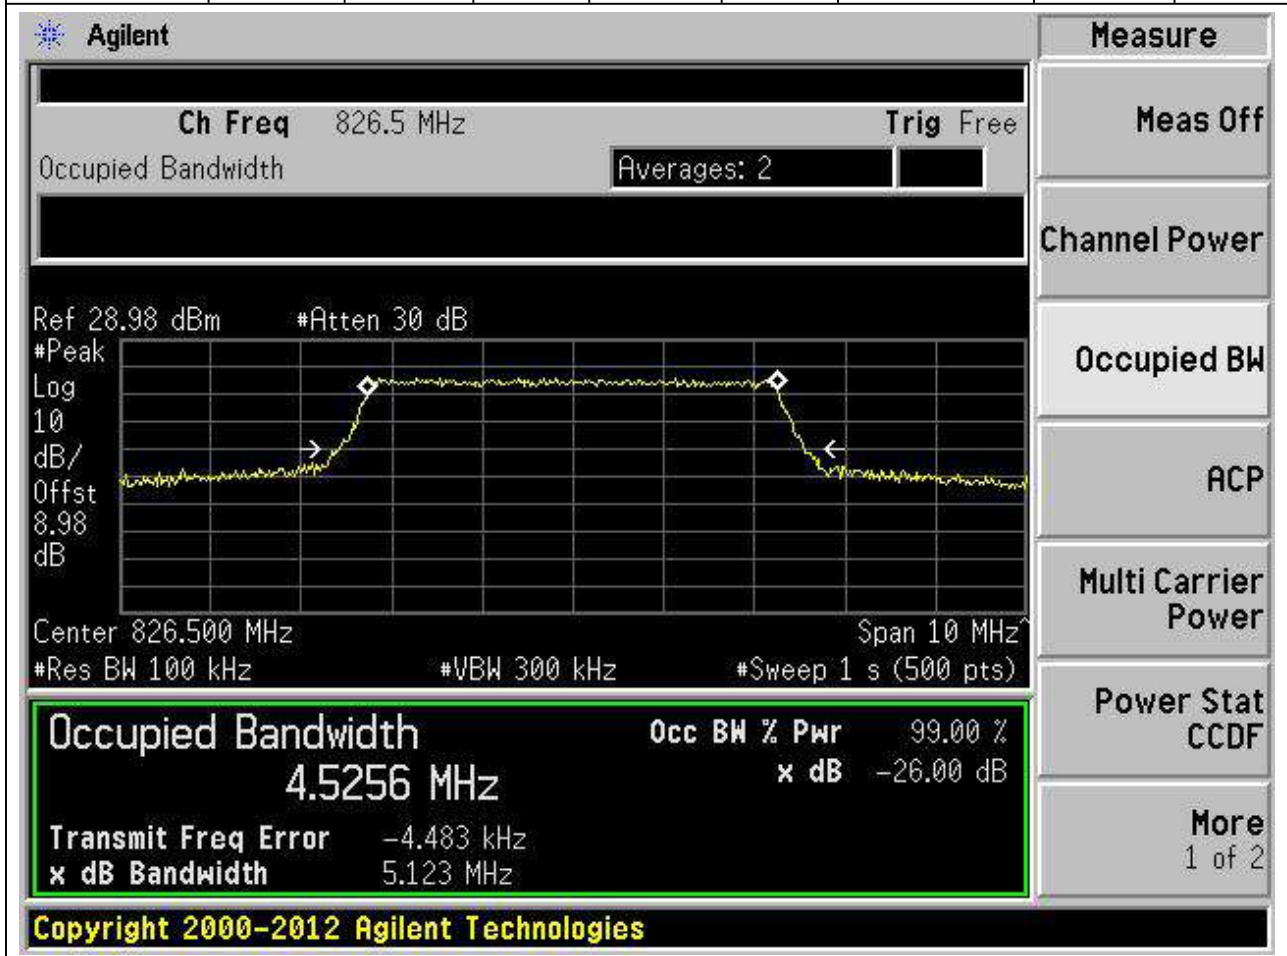 Agilent
Measure
Ch Freq 826.5 MHz Trig Free
Meas Off
Occupied Bandwidth Averages: 2
Channel Power
Ref 28.98 dBm #Atten 30 dB
#Peak
Log
10
dB/
Offst
8.98
dB
Occupied BW
ACP
Center 826.500 MHz Span 10 MHz^
#Res BW 100 kHz #VBW 300 kHz #Sweep 1 s (500 pts)
Multi Carrier
Power
Occupied Bandwidth Occ BW % Pwr 99.00 %
4.5256 MHz x dB -26.00 dB
Transmit Freq Error -4.483 kHz
x dB Bandwidth 5.123 MHz
Power Stat
CCDF
More
1 of 2
Copyright 2000-2012 Agilent Technologies